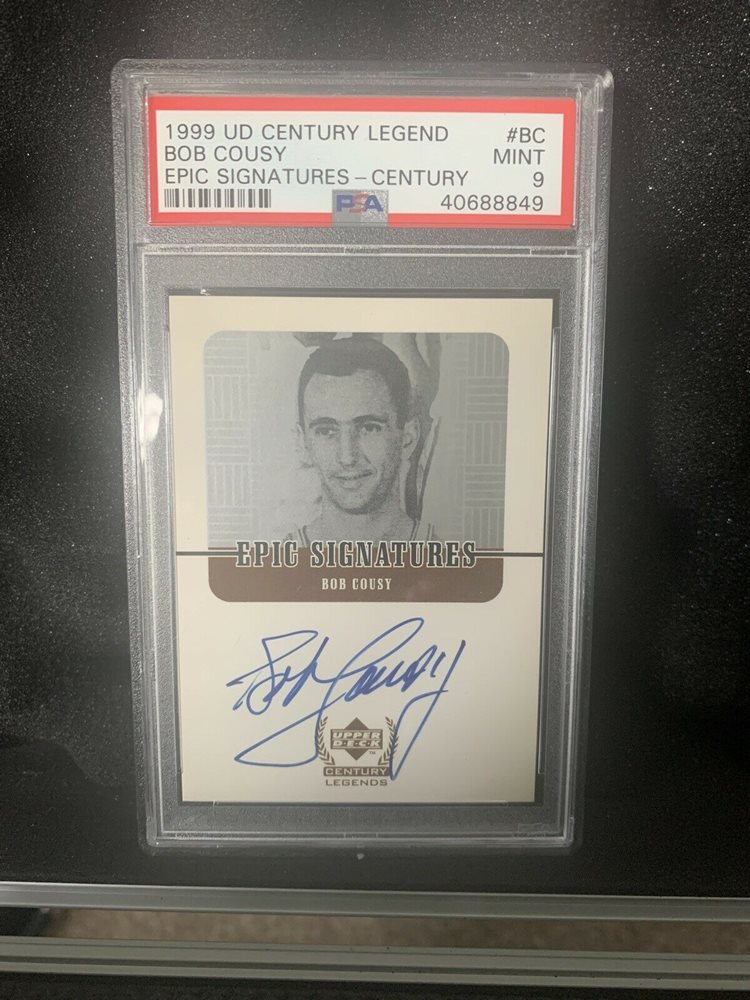 1999 UD CENTURY LEGEND #BC
BOB COUSY MINT
EPIC SIGNATURES - CENTURY 9
PSA 40688849
EPIC SIGNATURES
BOB COUSY
Bob Cousy
UPPER
D·E·C·K
TM
CENTURY
LEGENDS